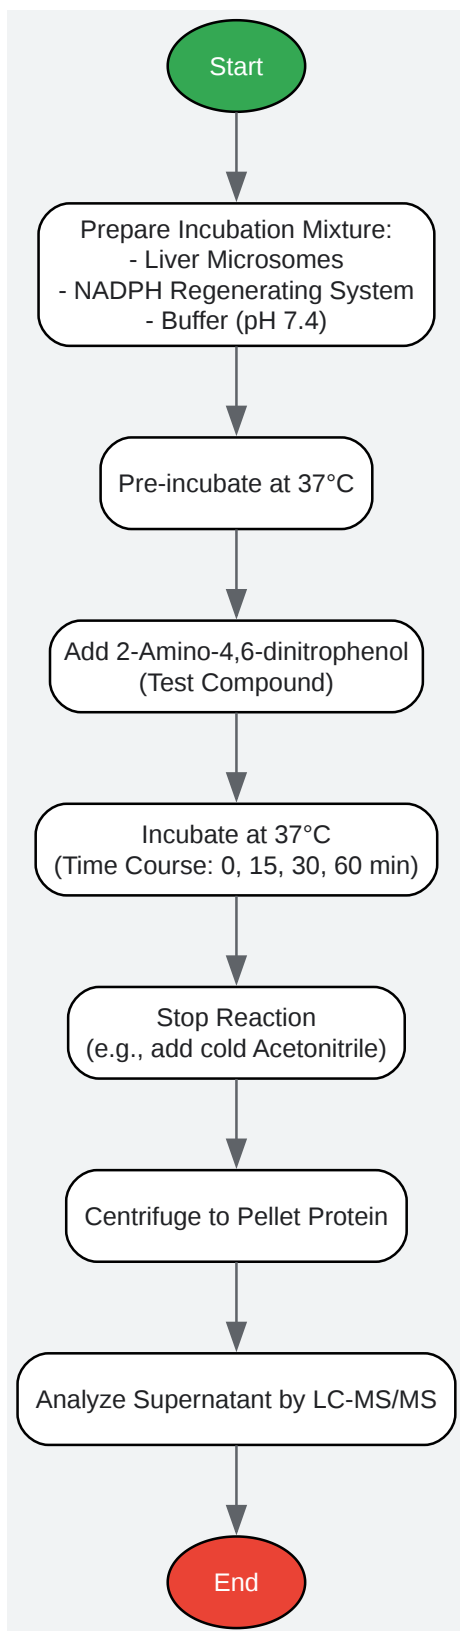 Start
Prepare Incubation Mixture:
- Liver Microsomes
- NADPH Regenerating System
- Buffer (pH 7.4)
Pre-incubate at 37°C
Add 2-Amino-4,6-dinitrophenol
(Test Compound)
Incubate at 37°C
(Time Course: 0, 15, 30, 60 min)
Stop Reaction
(e.g., add cold Acetonitrile)
Centrifuge to Pellet Protein
Analyze Supernatant by LC-MS/MS
End